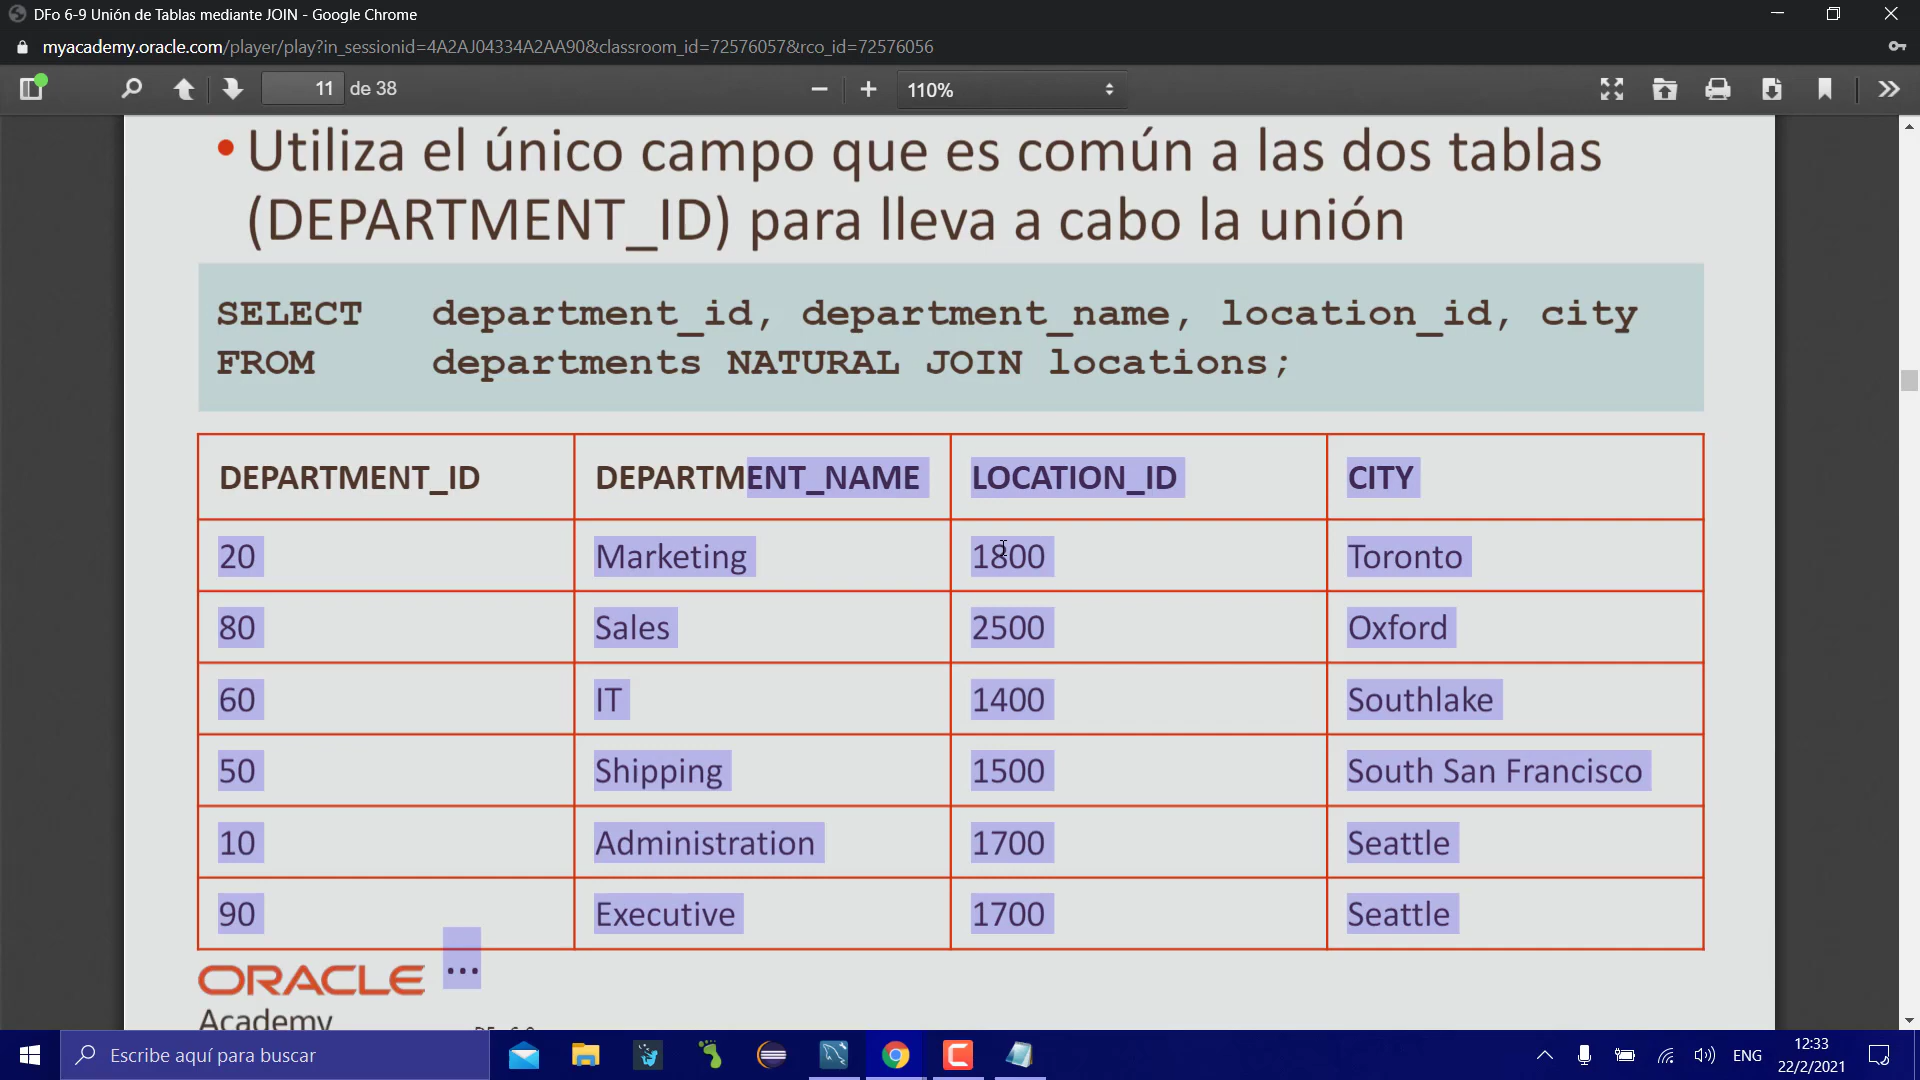 DFo 6-9 Unión de Tablas mediante JOIN - Google Chrome
myacademy.oracle.com/player/play?in_sessionid=4A2AJ04334A2AA90&classroom_id=72576057&rco_id=72576056
11 de 38
110%
• Utiliza el único campo que es común a las dos tablas
(DEPARTMENT_ID) para lleva a cabo la unión
SELECT department_id, department_name, location_id, city
FROM departments NATURAL JOIN locations;
DEPARTMENT_ID DEPARTMENT_NAME LOCATION_ID CITY
20 Marketing 1800 Toronto
80 Sales 2500 Oxford
60 IT 1400 Southlake
50 Shipping 1500 South San Francisco
10 Administration 1700 Seattle
90 Executive 1700 Seattle
...
ORACLE
Academy
Escribe aquí para buscar
ENG
12:33
22/2/2021